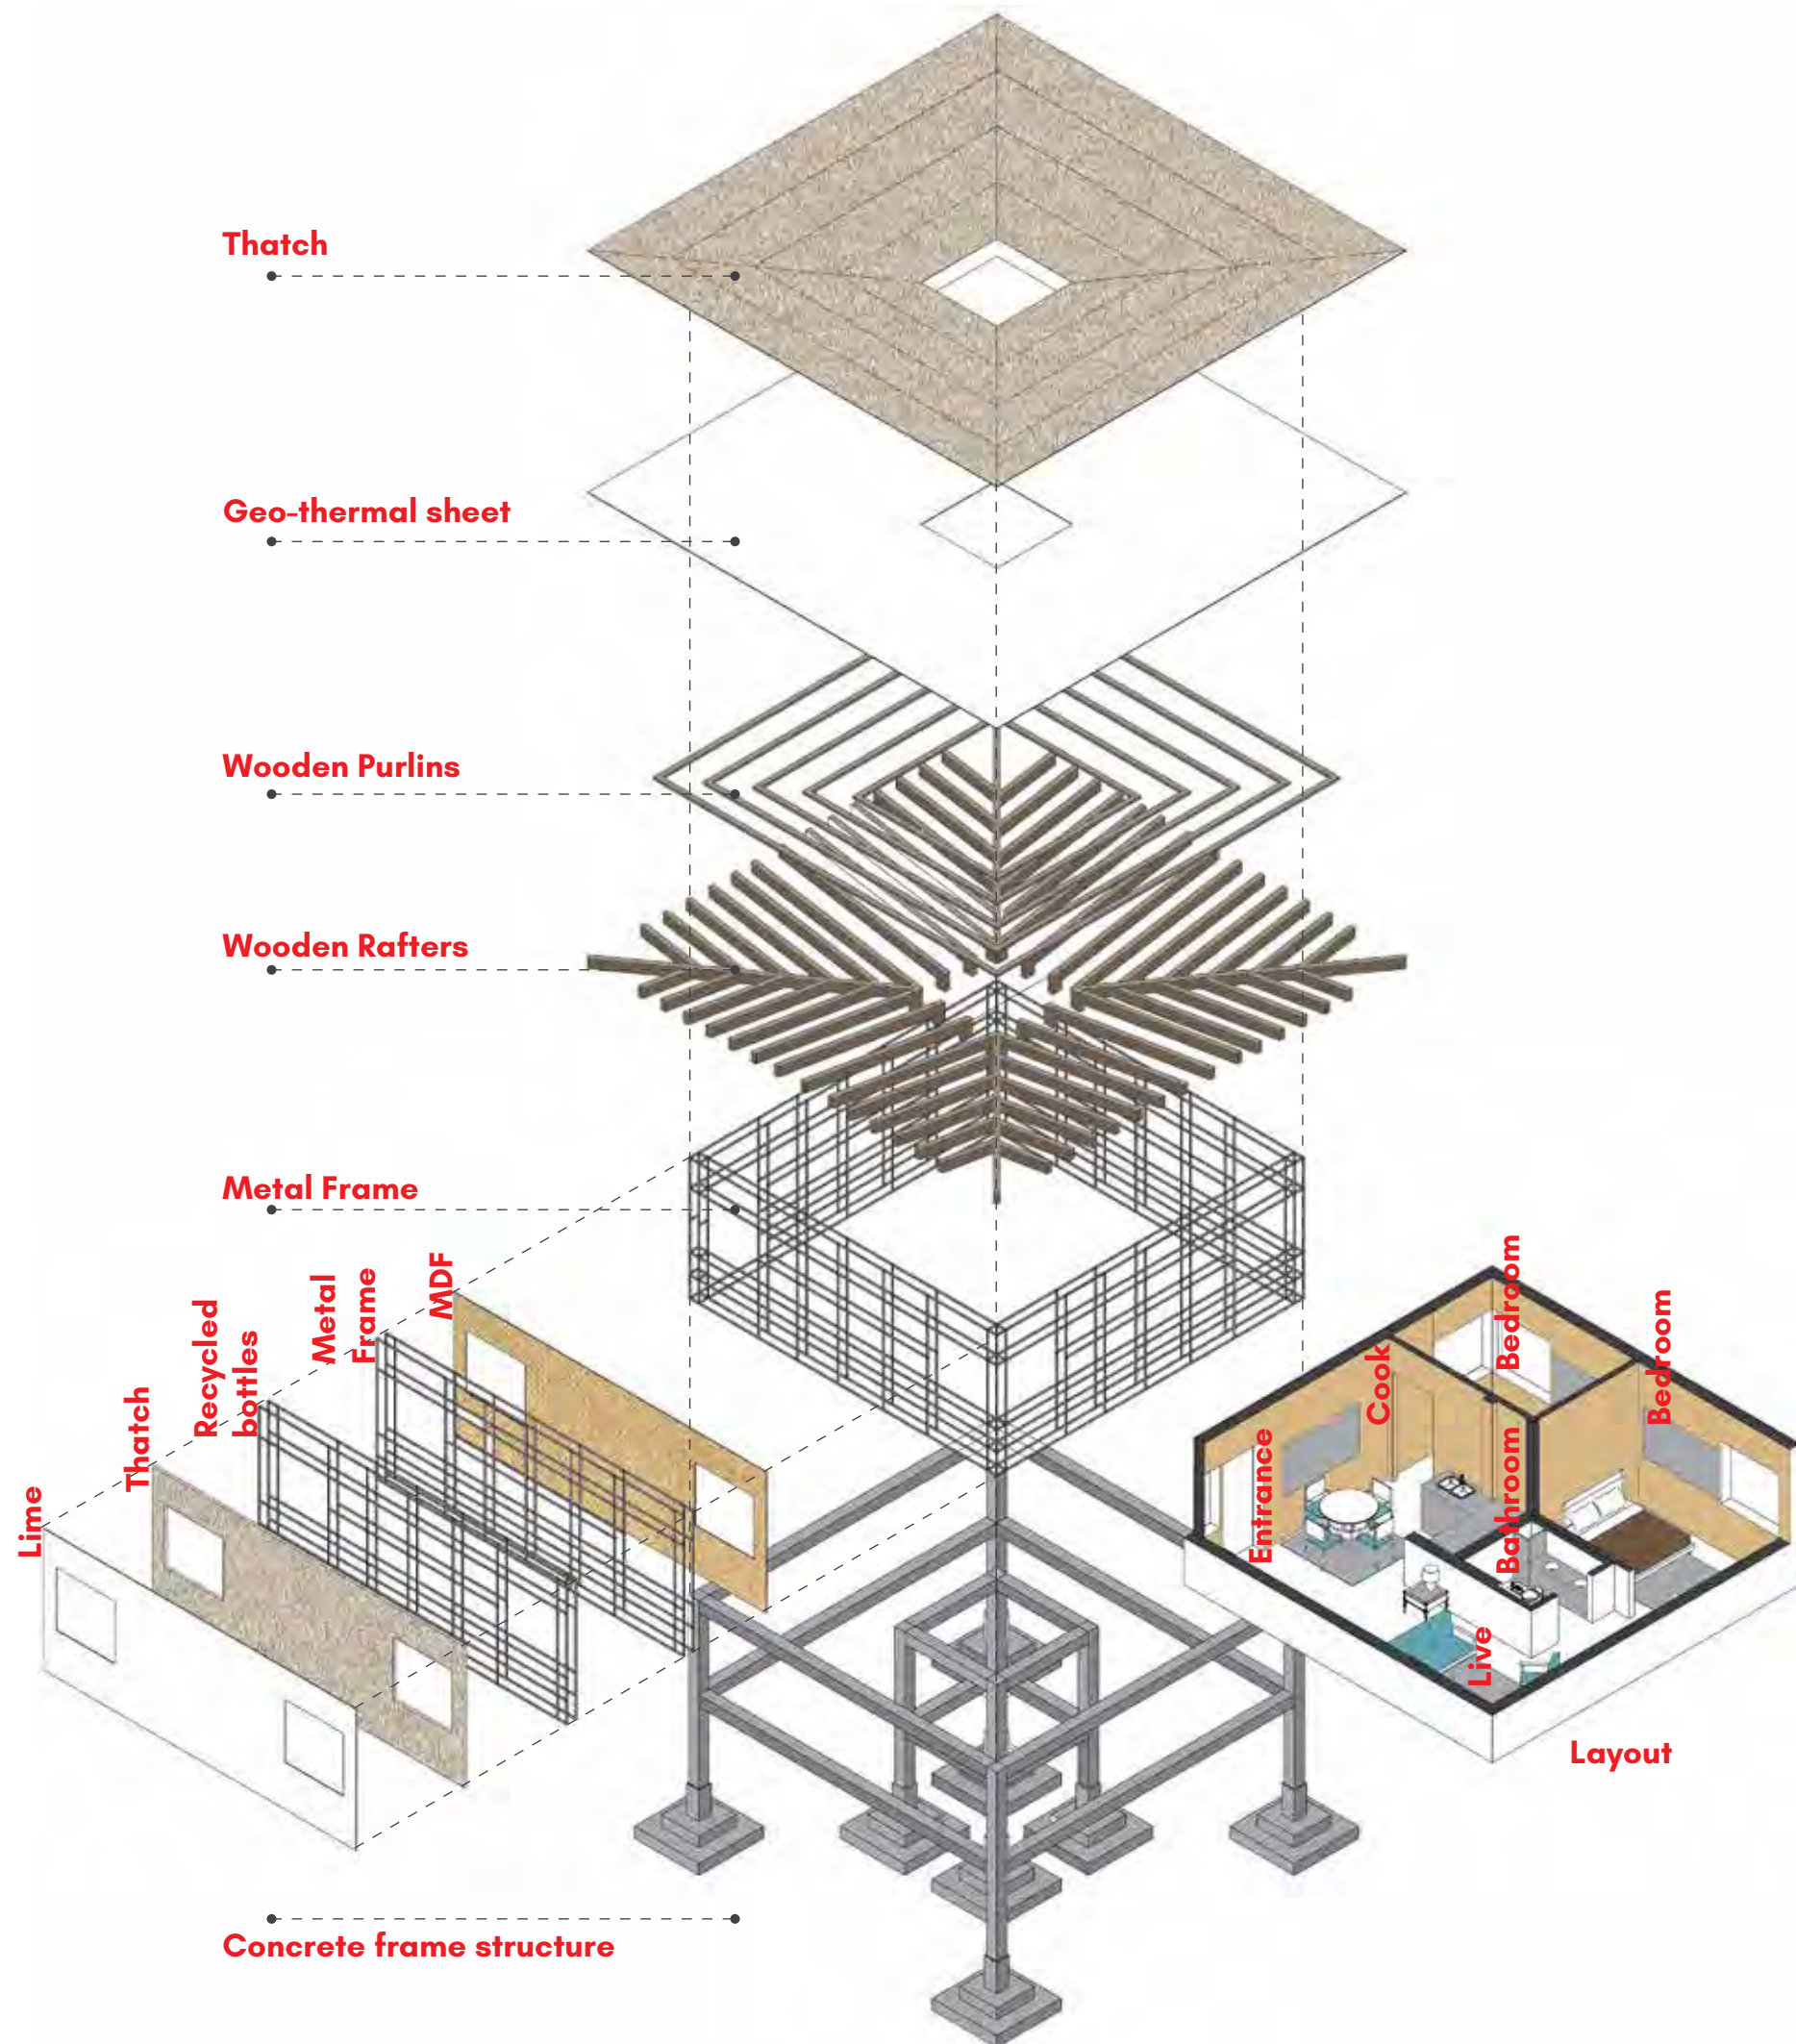 Thatch
Geo-thermal sheet
Wooden Purlins
Wooden Rafters
Metal Frame
Lime
Thatch
Recycled
bottles
Metal
Frame
MDF
Entrance
Cook
Bedroom
Bedroom
Bathroom
Live
Layout
Concrete frame structure